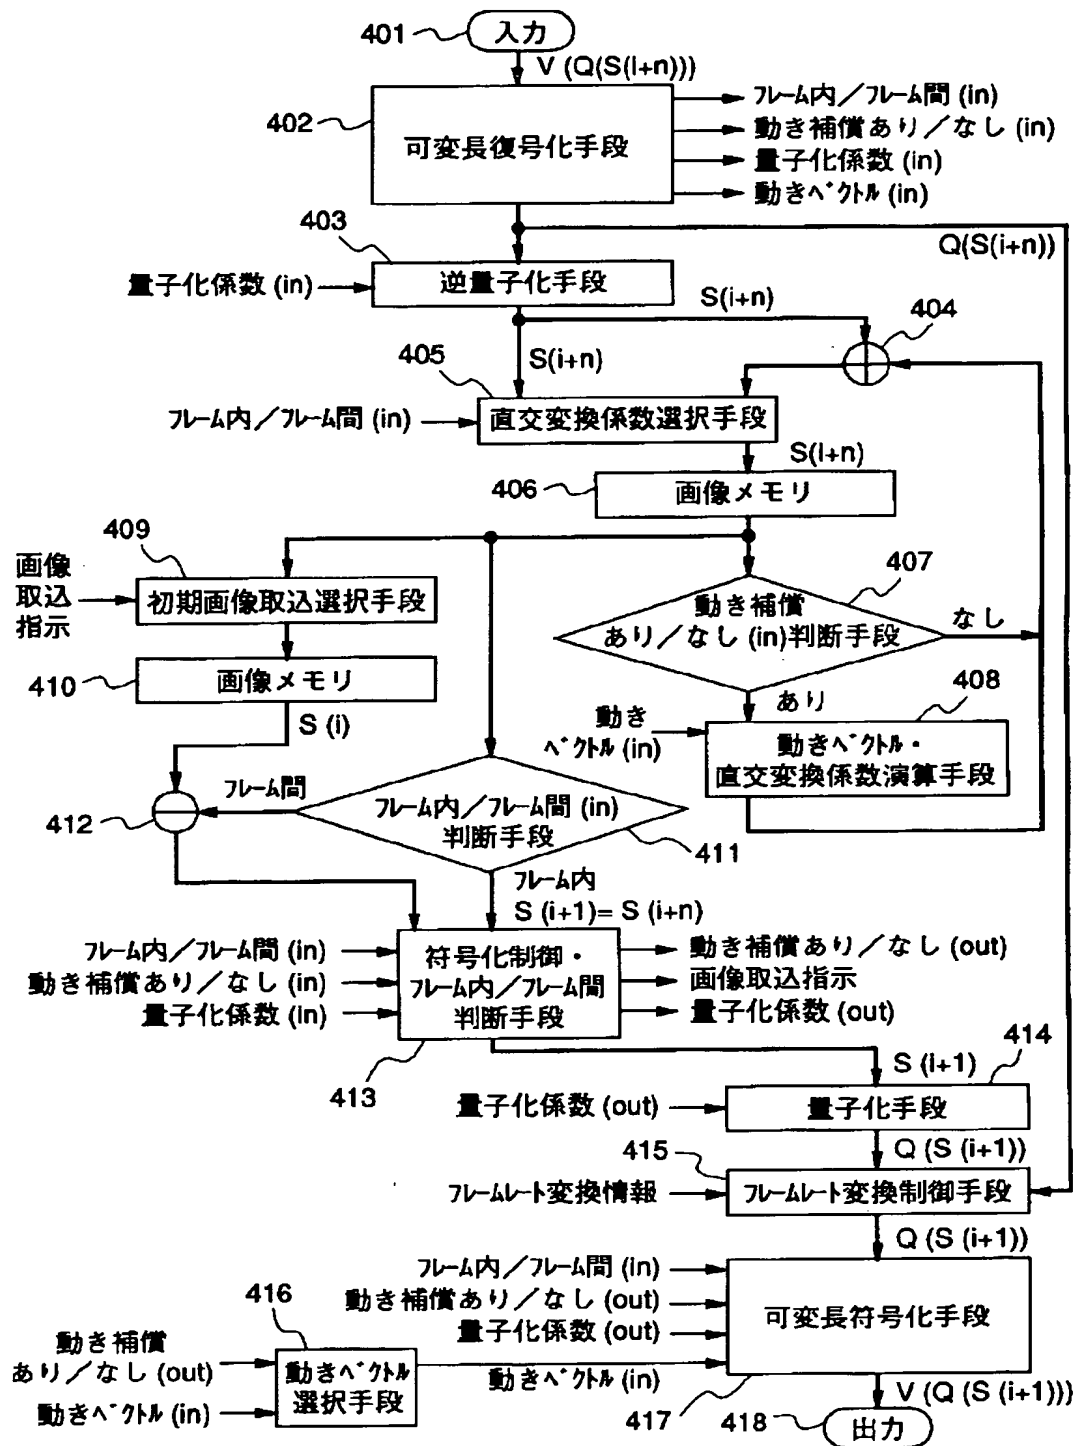 401
入力
V (Q(S(i+n)))
402
可変長復号化手段
フレーム内／フレーム間 (in)
動き補償あり／なし (in)
量子化係数 (in)
動きベクトル (in)
403
Q(S(i+n))
量子化係数 (in)
逆量子化手段
S(i+n)
404
405
S(i+n)
フレーム内／フレーム間 (in)
直交変換係数選択手段
S(i+n)
406
画像メモリ
409
407
画像
取込
指示
初期画像取込選択手段
動き補償
あり／なし (in)判断手段
なし
410
画像メモリ
408
あり
S (i)
動き
ベクトル (in)
動きベクトル・
直交変換係数演算手段
フレーム間
412
フレーム内／フレーム間 (in)
判断手段
411
フレーム内
S (i+1)= S (i+n)
フレーム内／フレーム間 (in)
動き補償あり／なし (in)
量子化係数 (in)
符号化制御・
フレーム内／フレーム間
判断手段
動き補償あり／なし (out)
画像取込指示
量子化係数 (out)
413
414
S (i+1)
量子化係数 (out)
量子化手段
415
Q (S (i+1))
フレームレート変換情報
フレームレート変換制御手段
Q (S (i+1))
フレーム内／フレーム間 (in)
動き補償あり／なし (out)
量子化係数 (out)
可変長符号化手段
416
動き補償
あり／なし (out)
動きベクトル (in)
動きベクトル
選択手段
動きベクトル (in)
417
V (Q (S (i+1)))
418
出力